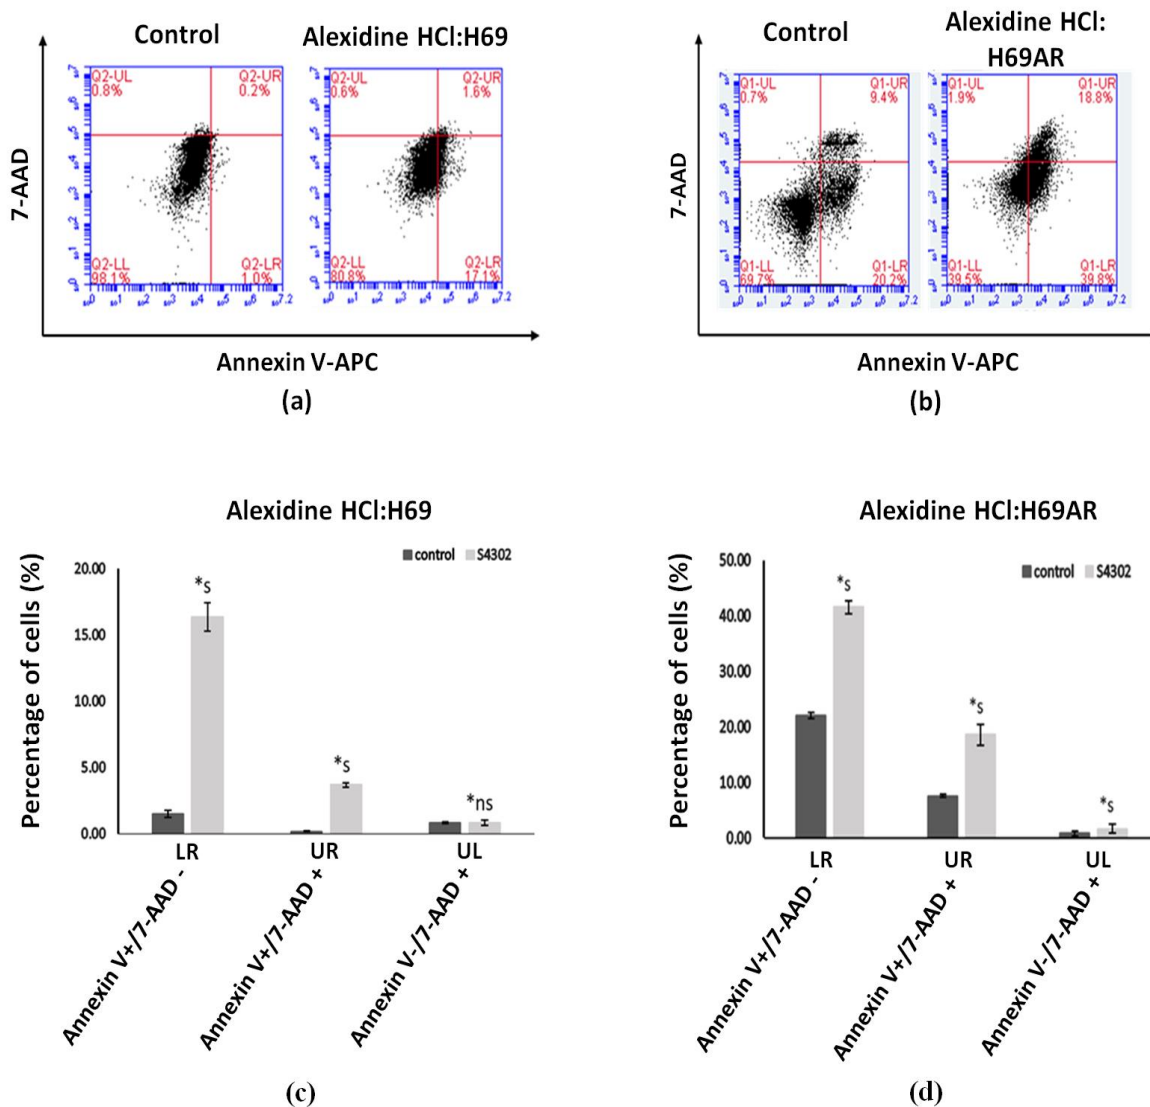 Control
Alexidine HCl:H69
7-AAD
Q2-UL
0.8%
Q2-UR
0.2%
Q2-LL
98.1%
Q2-LR
1.0%
Q2-UL
0.6%
Q2-UR
1.6%
Q2-LL
80.8%
Q2-LR
17.1%
Annexin V-APC
(a)
Control
Alexidine HCl:
H69AR
7-AAD
Q1-UL
0.7%
Q1-UR
9.4%
Q1-LL
69.7%
Q1-LR
20.2%
Q1-UL
1.9%
Q1-UR
18.8%
Q1-LL
39.5%
Q1-LR
39.8%
Annexin V-APC
(b)
Alexidine HCl:H69
Percentage of cells (%)
control S4302
20.00
15.00
10.00
5.00
0.00
*s
*s
*ns
LR UR UL
Annexin V+/7-AAD -
Annexin V+/7-AAD +
Annexin V-/7-AAD +
(c)
Alexidine HCl:H69AR
Percentage of cells (%)
control S4302
50.00
40.00
30.00
20.00
10.00
0.00
*s
*s
*s
LR UR UL
Annexin V+/7-AAD -
Annexin V+/7-AAD +
Annexin V-/7-AAD +
(d)